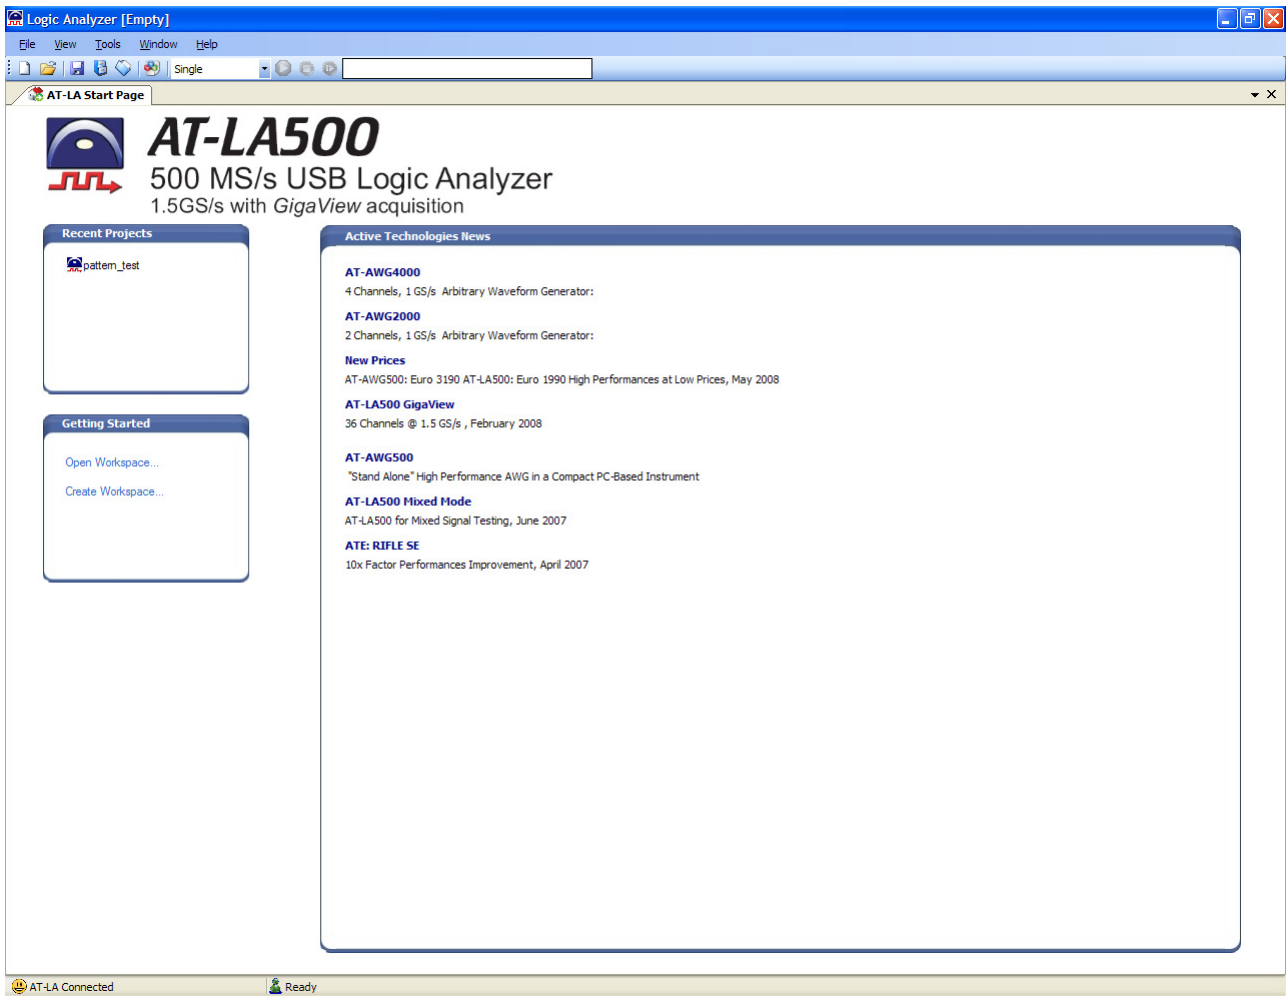 Logic Analyzer [Empty]
File View Tools Window Help
Single
AT-LA Start Page
AT-LA500
500 MS/s USB Logic Analyzer
1.5GS/s with GigaView acquisition
Recent Projects
pattern_test
Getting Started
Open Workspace...
Create Workspace...
Active Technologies News
AT-AWG4000
4 Channels, 1 GS/s Arbitrary Waveform Generator:
AT-AWG2000
2 Channels, 1 GS/s Arbitrary Waveform Generator:
New Prices
AT-AWG500: Euro 3190 AT-LA500: Euro 1990 High Performances at Low Prices, May 2008
AT-LA500 GigaView
36 Channels @ 1.5 GS/s , February 2008
AT-AWG500
"Stand Alone" High Performance AWG in a Compact PC-Based Instrument
AT-LA500 Mixed Mode
AT-LA500 for Mixed Signal Testing, June 2007
ATE: RIFLE SE
10x Factor Performances Improvement, April 2007
AT-LA Connected Ready